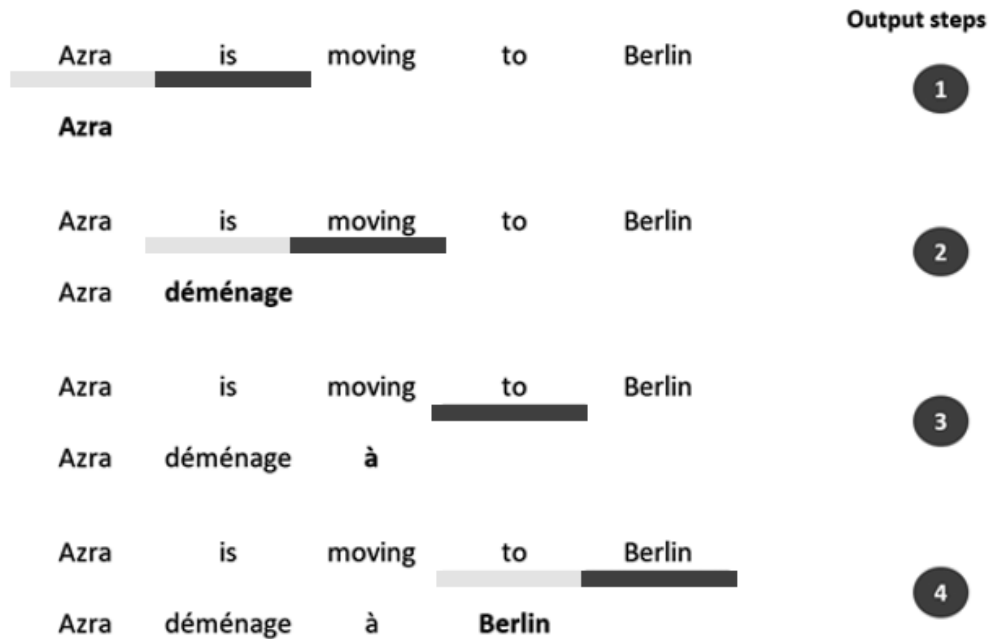 Output steps
Azra is moving to Berlin
1
Azra
Azra is moving to Berlin
2
Azra déménage
Azra is moving to Berlin
3
Azra déménage à
Azra is moving to Berlin
4
Azra déménage à Berlin